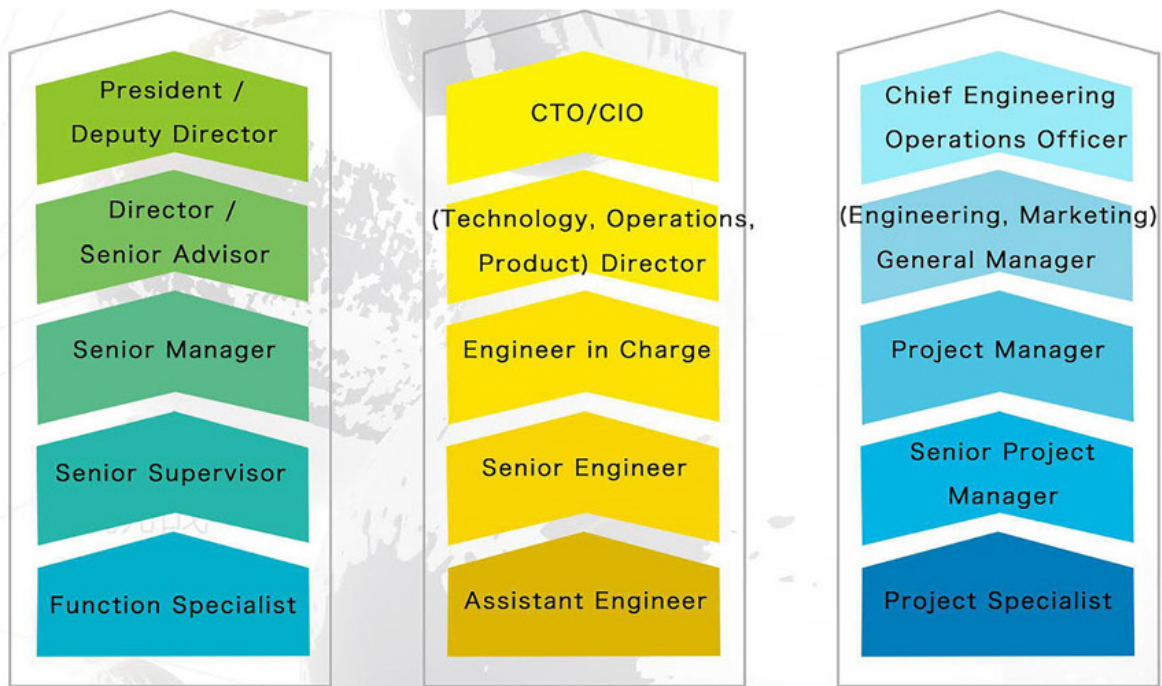 President /
Deputy Director
Director /
Senior Advisor
Senior Manager
Senior Supervisor
Function Specialist
CTO/CIO
(Technology, Operations,
Product) Director
Engineer in Charge
Senior Engineer
Assistant Engineer
Chief Engineering
Operations Officer
(Engineering, Marketing)
General Manager
Project Manager
Senior Project
Manager
Project Specialist